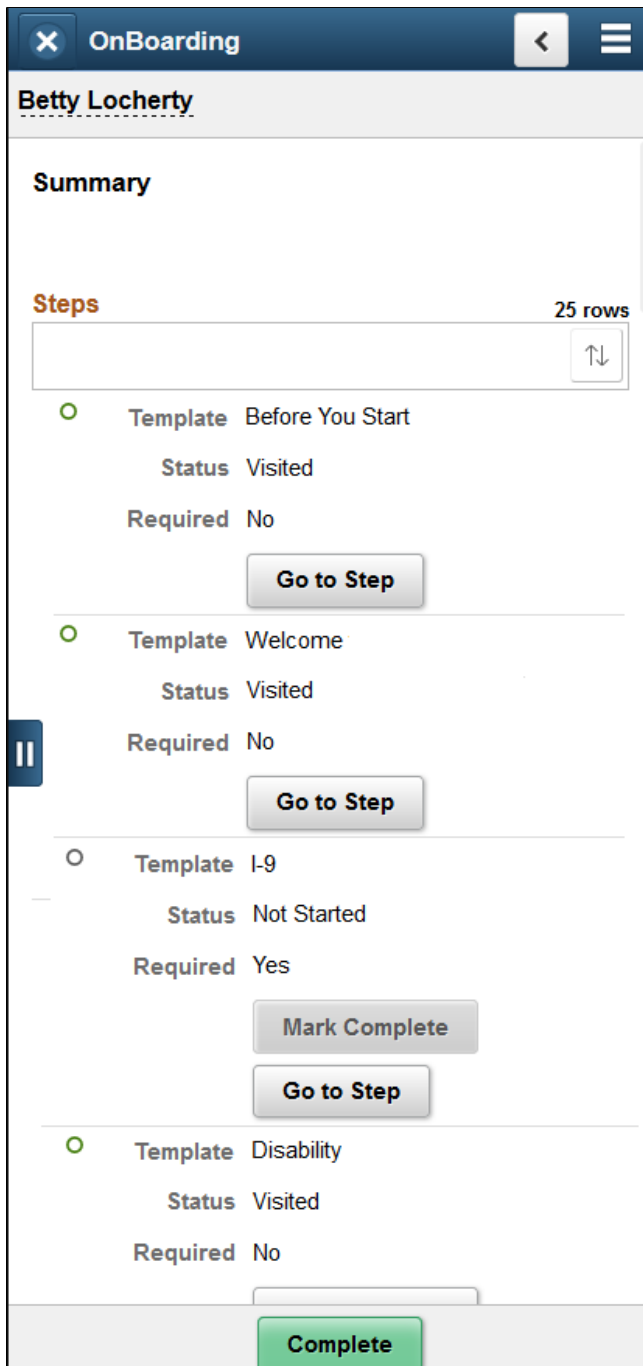 OnBoarding
Betty Locherty
Summary
Steps
25 rows
Template Before You Start
Status Visited
Required No
Go to Step
Template Welcome
Status Visited
Required No
Go to Step
Template I-9
Status Not Started
Required Yes
Mark Complete
Go to Step
Template Disability
Status Visited
Required No
Complete